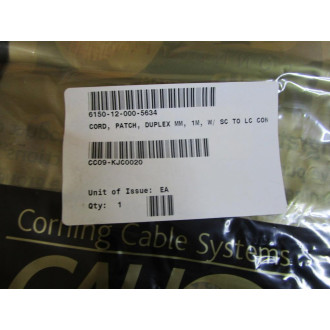 6150-12-000-5634
CORD, PATCH, DUPLEX MM, 1M, W/ SC TO LC CON
CC09-KJC0020
Unit of Issue: EA
Qty: 1
Corning Cable Systems